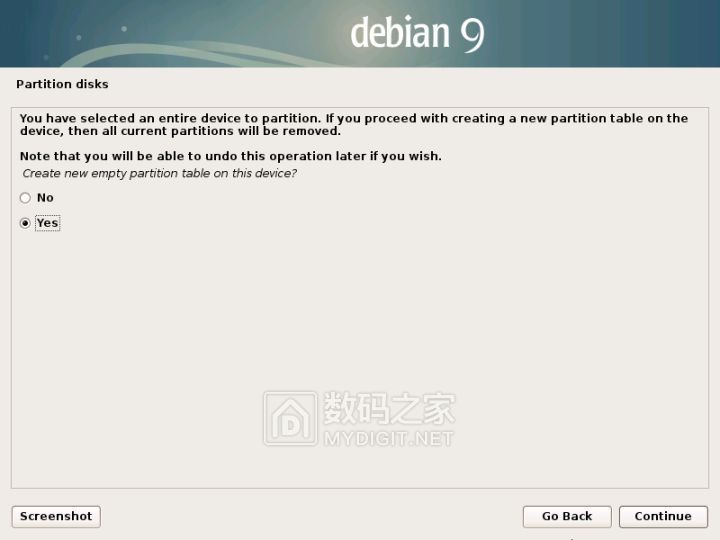 debian 9
Partition disks
You have selected an entire device to partition. If you proceed with creating a new partition table on the
device, then all current partitions will be removed.
Note that you will be able to undo this operation later if you wish.
Create new empty partition table on this device?
No
Yes
数码之家
MYDIGIT.NET
Screenshot
Go Back
Continue